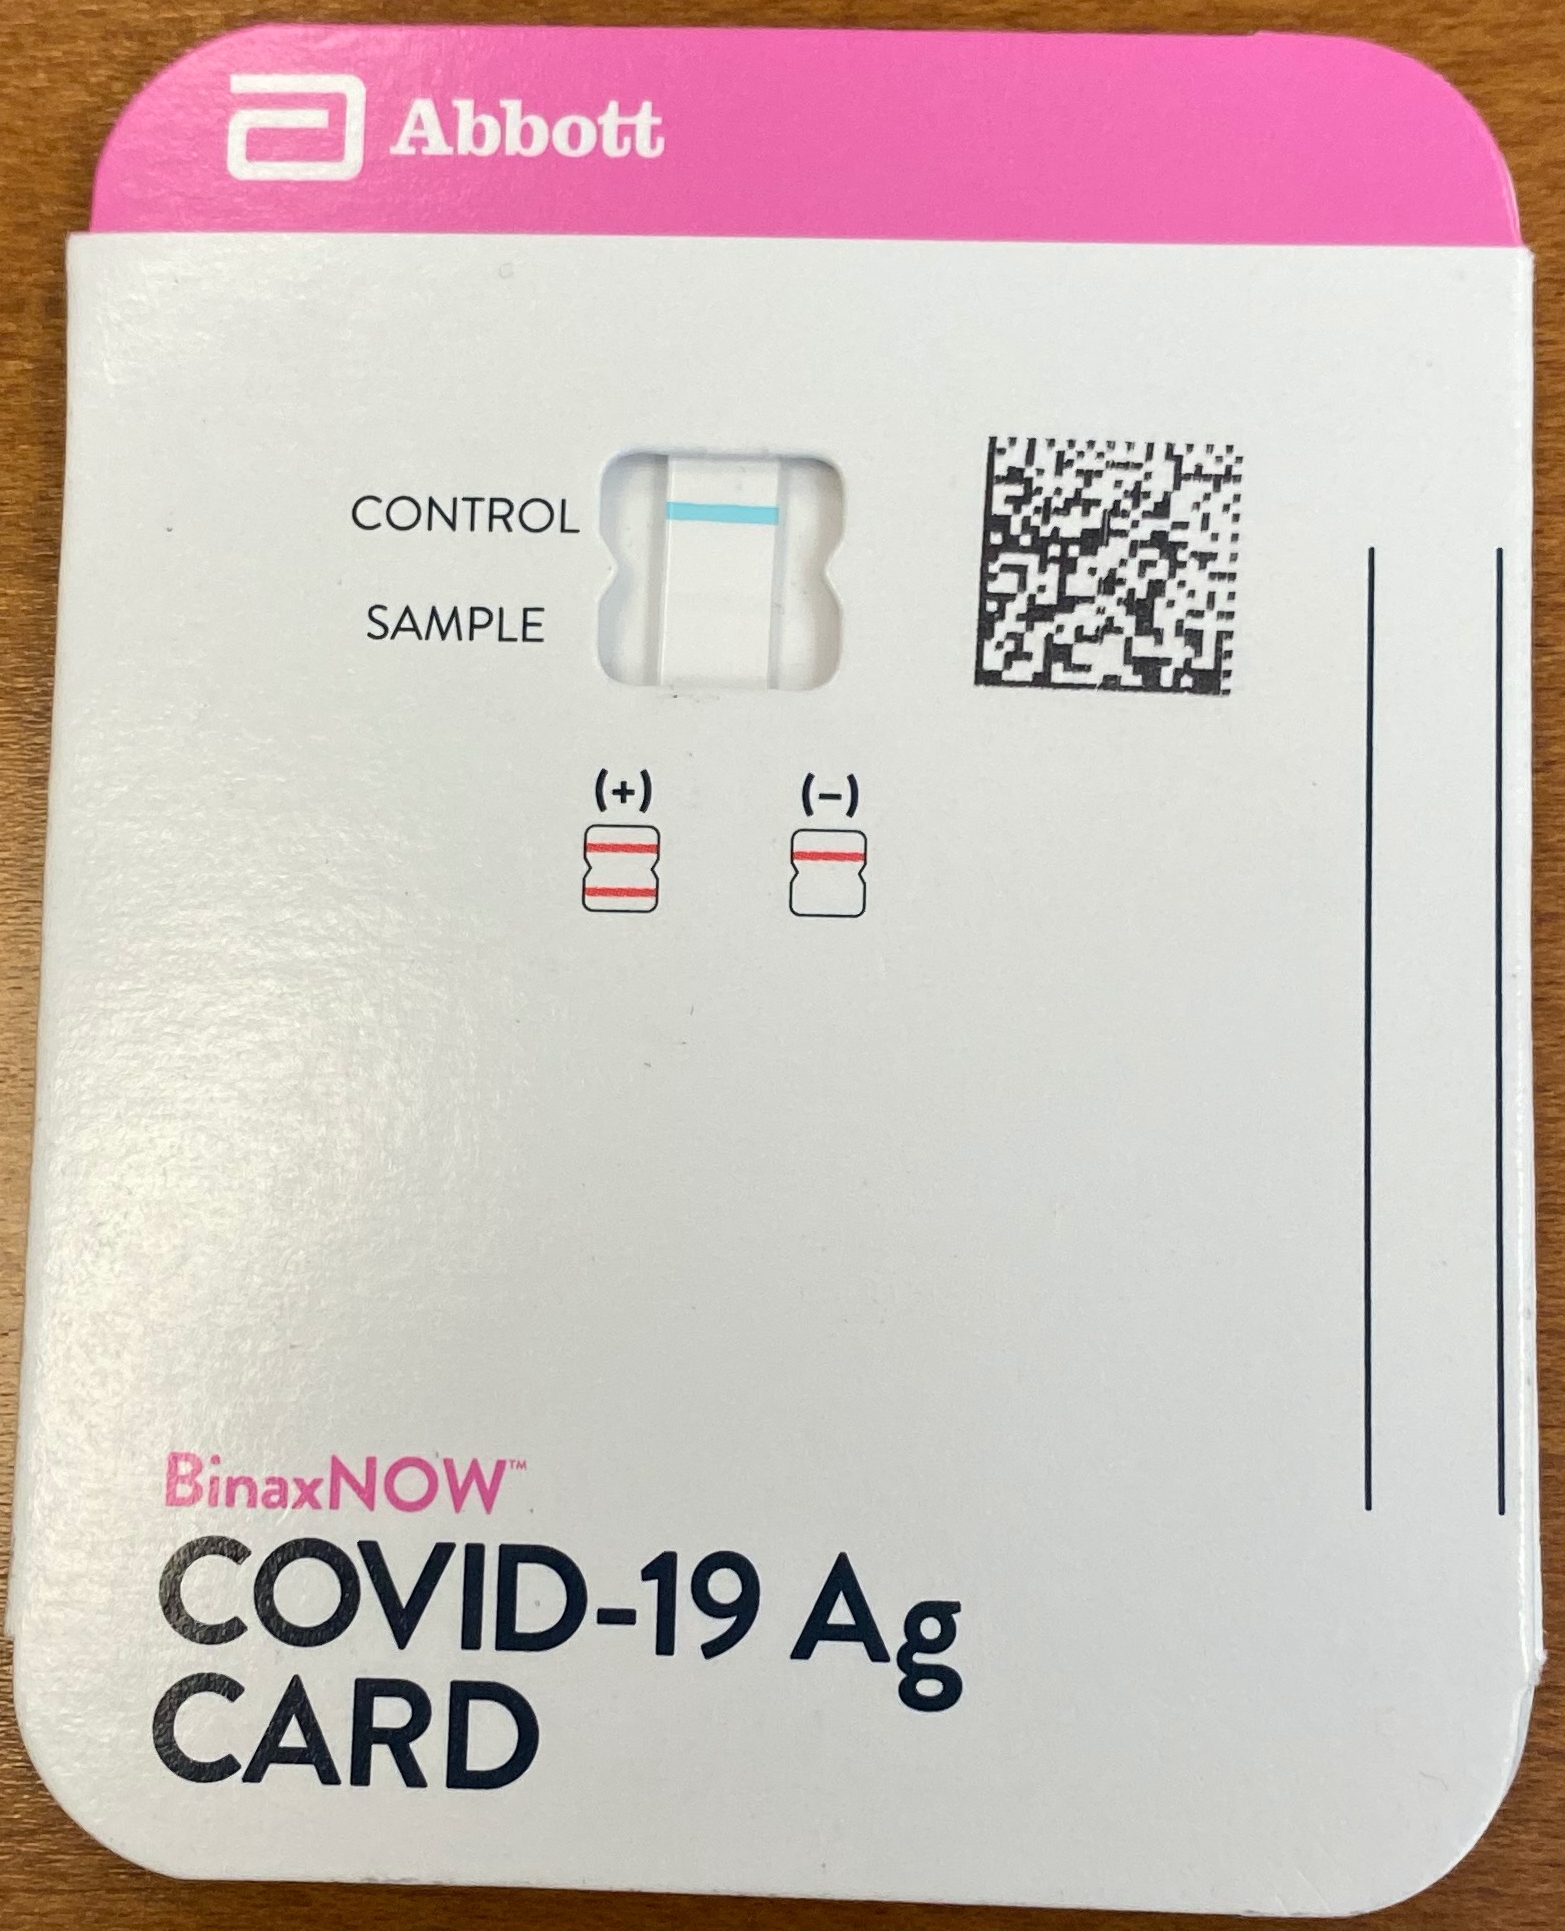 Abbott
CONTROL
SAMPLE
(+) (-)
BinaxNOW™
COVID-19 Ag
CARD